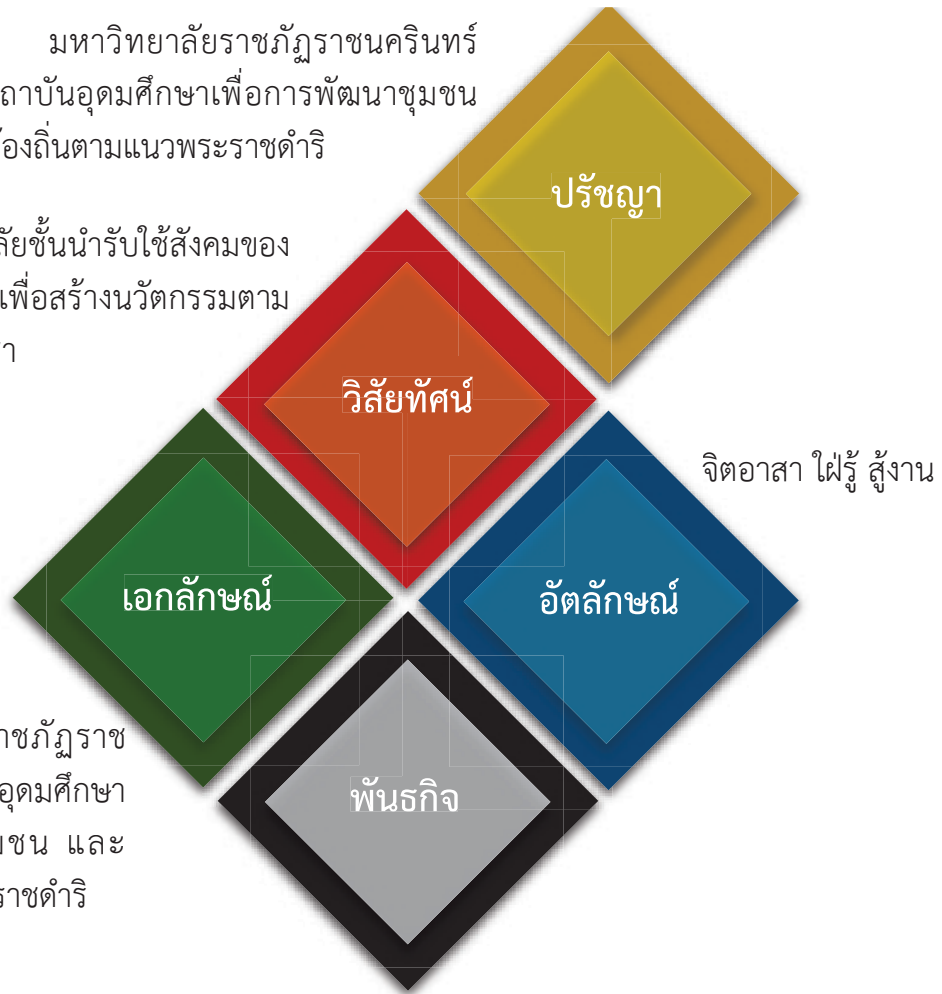 มหาวิทยาลัยราชภัฏราชนครินทร์
ถาบันอุดมศึกษาเพื่อการพัฒนาชุมชน
องถิ่นตามแนวพระราชดำริ
ปรัชญา
ลัยชั้นนำรับใช้สังคมของ
เพื่อสร้างนวัตกรรมตาม
วิสัยทัศน์
จิตอาสา ใฝ่รู้ สู้งาน
เอกลักษณ์
อัตลักษณ์
าชภัฏราช
อุดมศึกษา
มชน และ
ราชดำริ
พันธกิจ